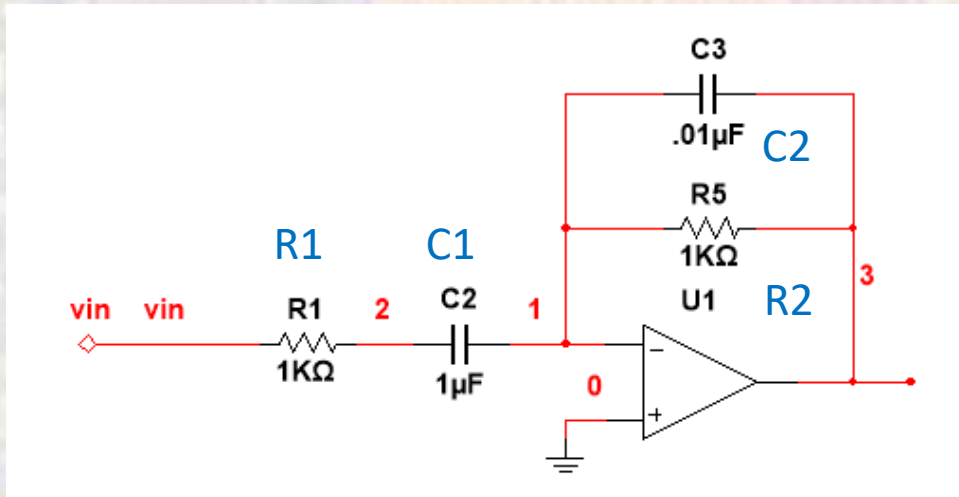 C3
.01µF
C2
R5
1KΩ
R1
C1
R2
3
U1
vin
vin
R1
2
C2
1
1KΩ
1µF
0
−
+